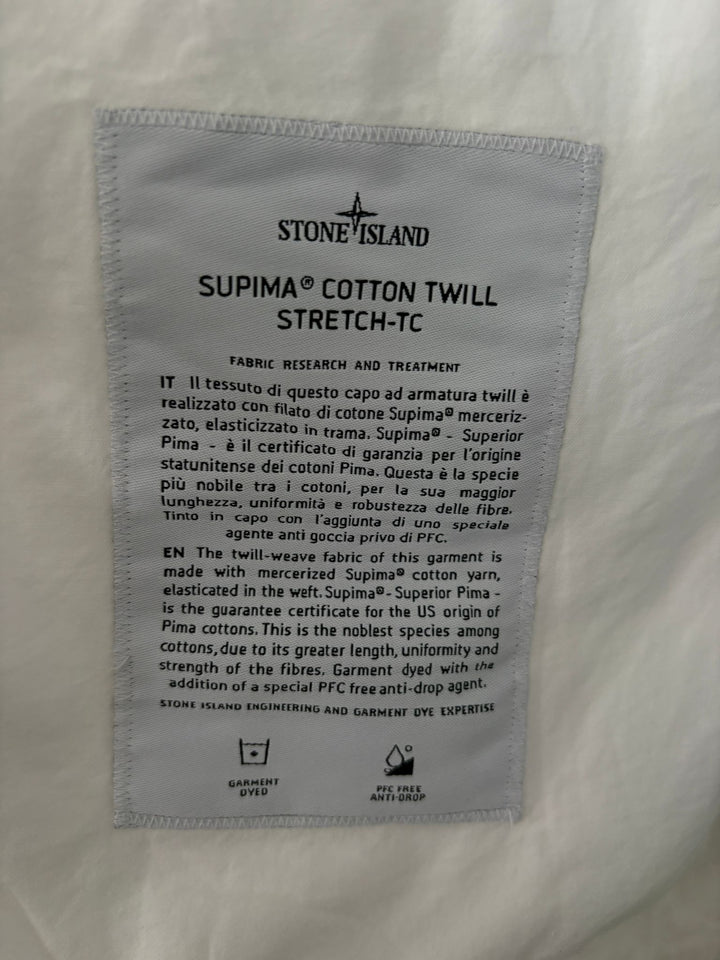 STONE ISLAND
SUPIMA® COTTON TWILL
STRETCH-TC
FABRIC RESEARCH AND TREATMENT
IT Il tessuto di questo capo ad armatura twill è
realizzato con filato di cotone Supima® merceriz-
zato, elasticizzato in trama. Supima® - Superior
Pima - è il certificato di garanzia per l'origine
statunitense dei cotoni Pima. Questa è la specie
più nobile tra i cotoni, per la sua maggior
lunghezza, uniformità e robustezza delle fibre.
Tinto in capo con l'aggiunta di uno speciale
agente anti goccia privo di PFC.
EN The twill-weave fabric of this garment is
made with mercerized Supima® cotton yarn,
elasticated in the weft. Supima® - Superior Pima -
is the guarantee certificate for the US origin of
Pima cottons. This is the noblest species among
cottons, due to its greater length, uniformity and
strength of the fibres. Garment dyed with the
addition of a special PFC free anti-drop agent.
STONE ISLAND ENGINEERING AND GARMENT DYE EXPERTISE
GARMENT
DYED
PFC FREE
ANTI-DROP